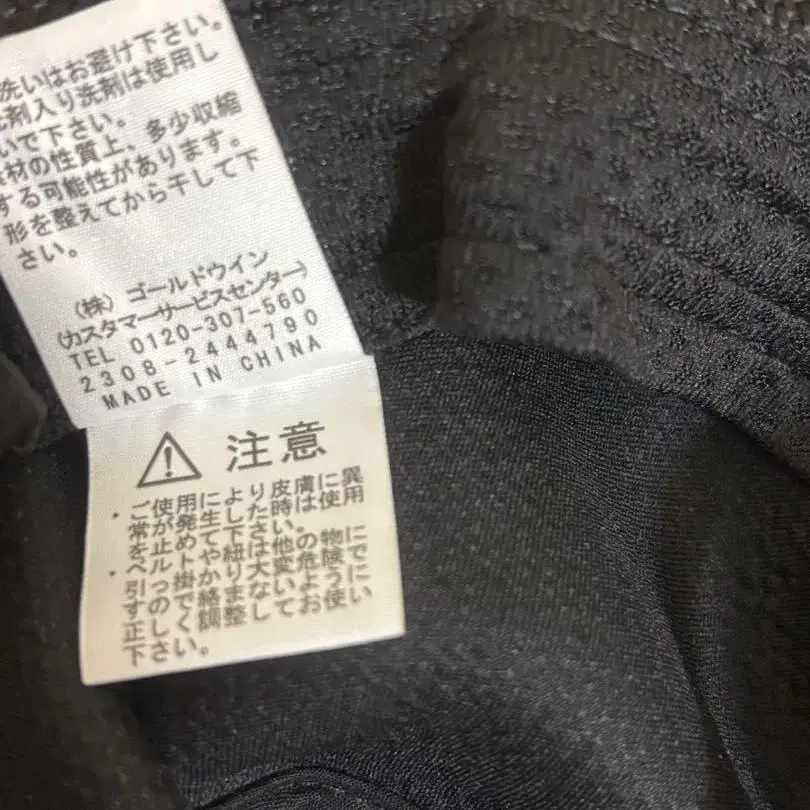 洗いはお避け下さい。
剤入り洗剤は使用し
いで下さい。
材の性質上、多少収縮
する可能性があります。
形を整えてから干して下
さい。
(株) ゴールドウイン
(カスタマーサービスセンター)
TEL 0120-307-560
2308-2444790
MADE IN CHINA
注意
・ご使用により皮膚に異
常が発生した時は使用
を止めて下さい。
・ベルトや紐は他の物に
引っ掛かり大変危険で
すので絡まないように
正しく調整してお使い
下さい。